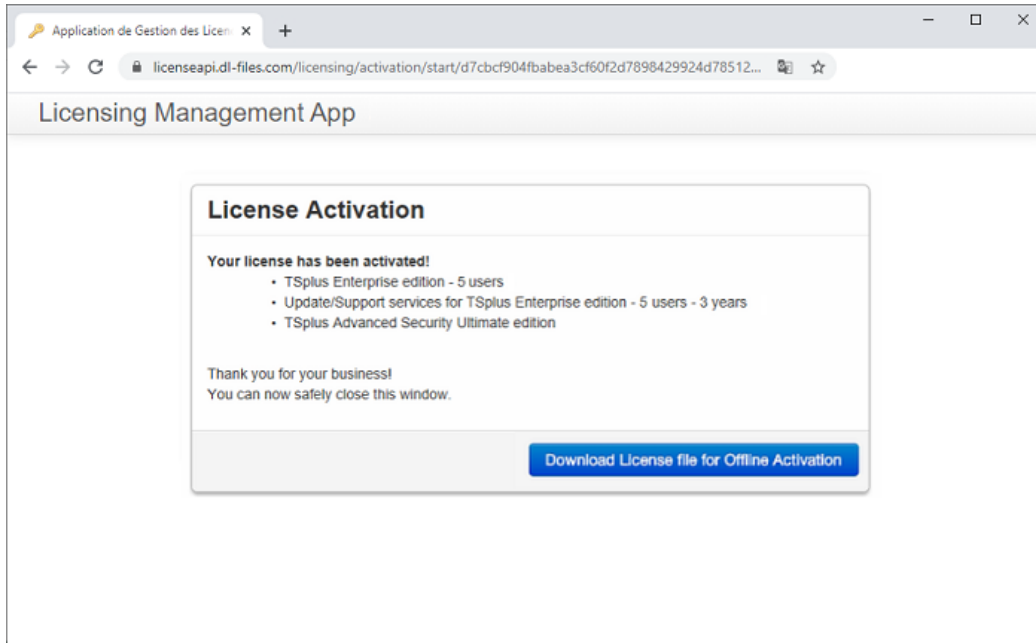 Application de Gestion des Licen
licenseapi.dl-files.com/licensing/activation/start/d7cbcf904fbabea3cf60f2d7898429924d78512...
Licensing Management App
License Activation
Your license has been activated!
• TSplus Enterprise edition - 5 users
• Update/Support services for TSplus Enterprise edition - 5 users - 3 years
• TSplus Advanced Security Ultimate edition
Thank you for your business!
You can now safely close this window.
Download License file for Offline Activation